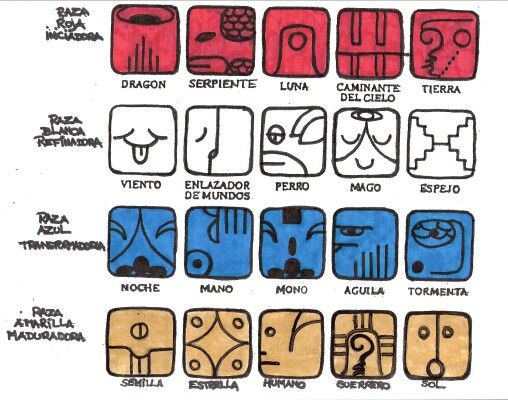 RAZA
ROJA
INICIADORA
DRAGON
SERPIENTE
LUNA
CAMINANTE
DEL CIELO
TIERRA
RAZA
BLANCA
REFINADORA
VIENTO
ENLAZADOR
DE MUNDOS
PERRO
MAGO
ESPEJO
RAZA
AZUL
TRANSFORMADORA
NOCHE
MANO
MONO
AGUILA
TORMENTA
RAZA
AMARILLA
MADURADORA
SEMILLA
ESTRELLA
HUMANO
GUERRERO
SOL